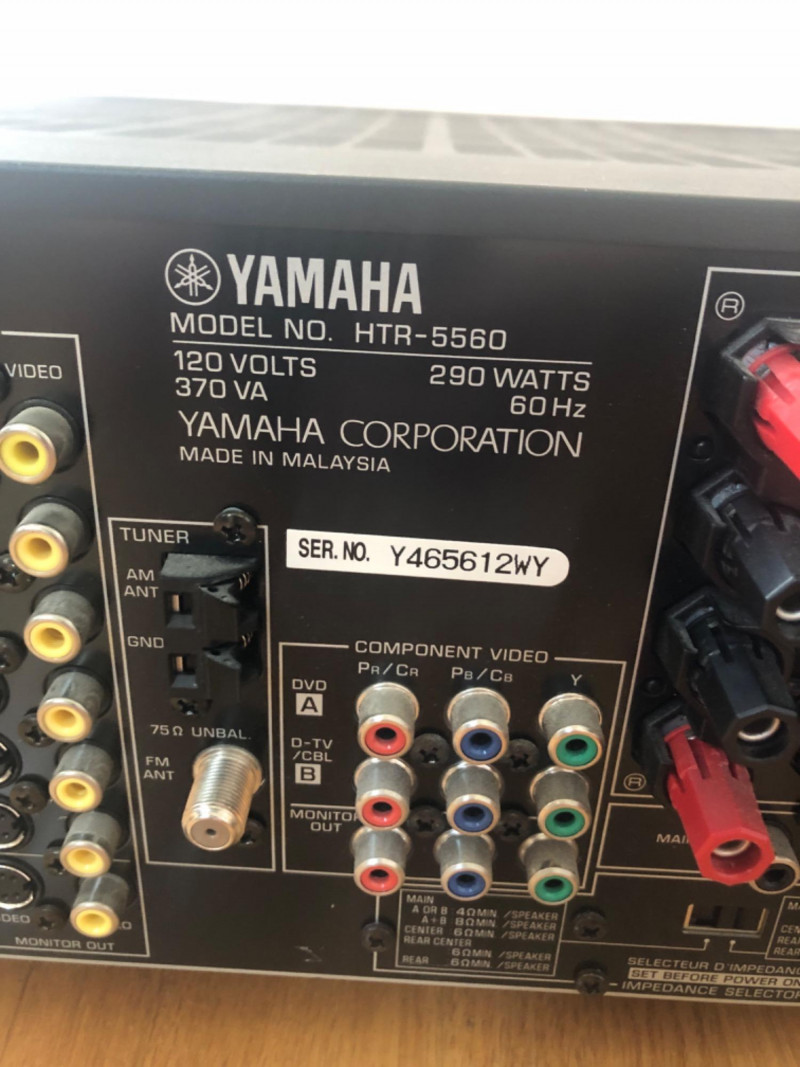 YAMAHA
MODEL NO. HTR-5560
120 VOLTS 290 WATTS
370 VA 60 Hz
YAMAHA CORPORATION
MADE IN MALAYSIA
SER. NO. Y465612WY
VIDEO
MONITOR OUT
TUNER
AM
ANT
GND
75Ω UNBAL.
FM
ANT
COMPONENT VIDEO
PR/CR PB/CB Y
DVD
A
D-TV
/CBL
B
MONITOR
OUT
MAIN
A OR B 4ΩMIN /SPEAKER
A+B 8ΩMIN /SPEAKER
CENTER 6ΩMIN /SPEAKER
REAR CENTER
6ΩMIN /SPEAKER
REAR 6ΩMIN /SPEAKER
R
R
SET BEFORE POWER ON
IMPEDANCE SELECTOR